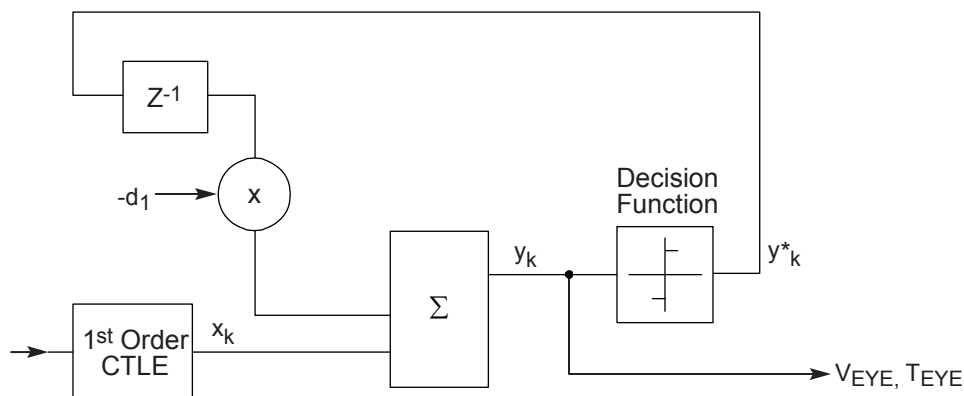 Z-1
x
-d1
Decision
Function
yk
y*k
Σ
1st Order
CTLE
xk
VEYE, TEYE